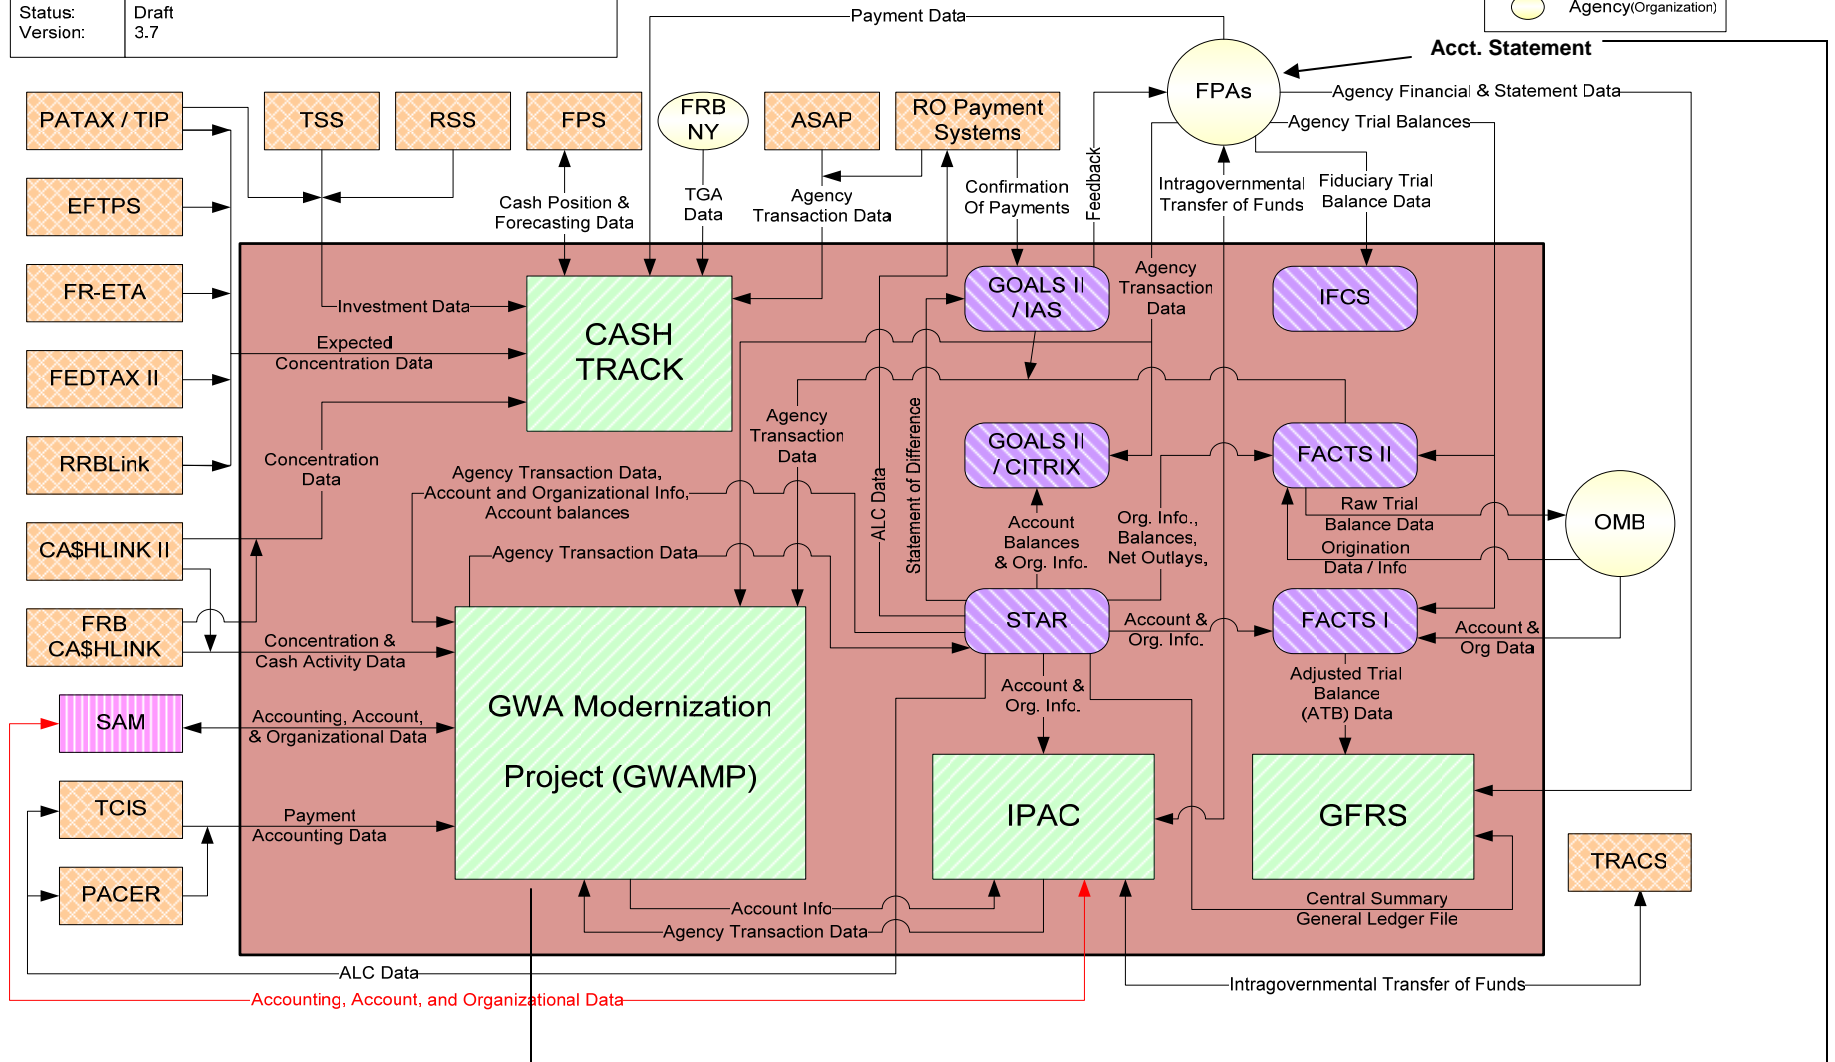 Status: Draft
Version: 3.7
Agency(Organization)
Payment Data
Acct. Statement
FPAs
Agency Financial & Statement Data
Agency Trial Balances
PATAX / TIP
TSS
RSS
FPS
FRB
NY
ASAP
RO Payment
Systems
EFTPS
Cash Position &
Forecasting Data
TGA
Data
Agency
Transaction Data
Confirmation
Of Payments
Feedback
Intragovernmental
Transfer of Funds
Fiduciary Trial
Balance Data
FR-ETA
Investment Data
CASH
TRACK
GOALS II
/ IAS
Agency
Transaction
Data
IFCS
Expected
Concentration Data
FEDTAX II
RRBLink
Concentration
Data
Agency
Transaction
Data
Agency Transaction Data,
Account and Organizational Info,
Account balances
ALC Data
Statement of Difference
GOALS II
/ CITRIX
FACTS II
Raw Trial
Balance Data
OMB
Origination
Data / Info
CA$HLINK II
Agency Transaction Data
Account
Balances
& Org. Info.
Org. Info.,
Balances,
Net Outlays,
FRB
CA$HLINK
Concentration &
Cash Activity Data
STAR
Account &
Org. Info.
FACTS I
Account &
Org Data
SAM
Accounting, Account,
& Organizational Data
GWA Modernization
Project (GWAMP)
Account &
Org. Info.
Adjusted Trial
Balance
(ATB) Data
TCIS
Payment
Accounting Data
IPAC
GFRS
TRACS
PACER
Account Info
Agency Transaction Data
Central Summary
General Ledger File
ALC Data
Intragovernmental Transfer of Funds
Accounting, Account, and Organizational Data